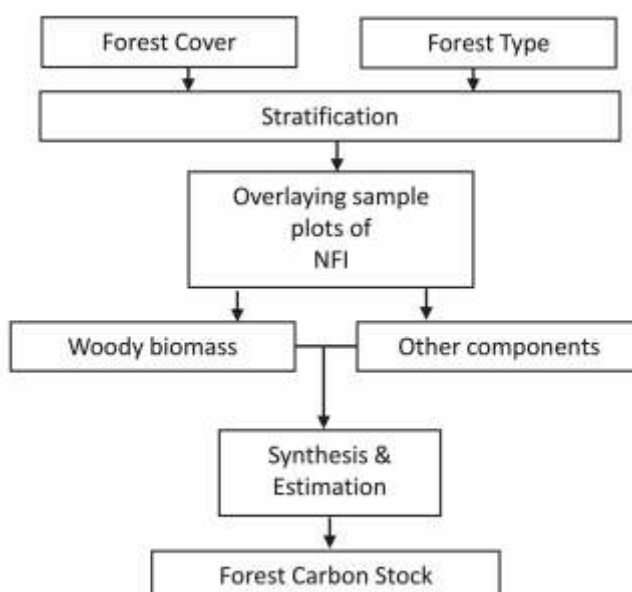 Forest Cover
Forest Type
Stratification
Overlaying sample
plots of
NFI
Woody biomass
Other components
Synthesis &
Estimation
Forest Carbon Stock